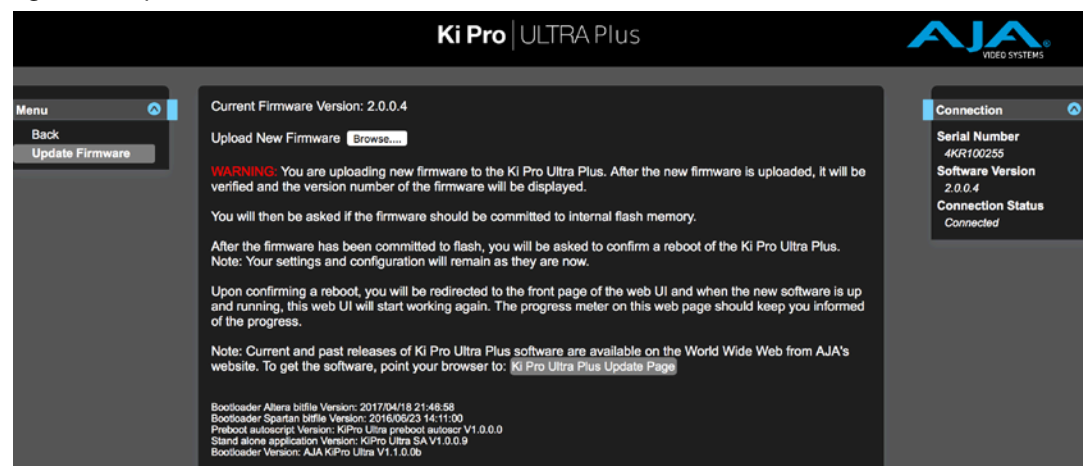 Ki Pro ULTRA Plus
AJA
VIDEO SYSTEMS
Menu
Back
Update Firmware
Current Firmware Version: 2.0.0.4
Upload New Firmware Browse....
WARNING: You are uploading new firmware to the Ki Pro Ultra Plus. After the new firmware is uploaded, it will be
verified and the version number of the firmware will be displayed.
You will then be asked if the firmware should be committed to internal flash memory.
After the firmware has been committed to flash, you will be asked to confirm a reboot of the Ki Pro Ultra Plus.
Note: Your settings and configuration will remain as they are now.
Upon confirming a reboot, you will be redirected to the front page of the web UI and when the new software is up
and running, this web UI will start working again. The progress meter on this web page should keep you informed
of the progress.
Note: Current and past releases of Ki Pro Ultra Plus software are available on the World Wide Web from AJA's
website. To get the software, point your browser to: Ki Pro Ultra Plus Update Page
Bootloader Altera bitfile Version: 2017/04/18 21:46:58
Bootloader Spartan bitfile Version: 2016/06/23 14:11:00
Preboot autoscript Version: KiPro Ultra preboot autoscr V1.0.0.0
Stand alone application Version: KiPro Ultra SA V1.0.0.9
Bootloader Version: AJA KiPro Ultra V1.1.0.0b
Connection
Serial Number
4KR100255
Software Version
2.0.0.4
Connection Status
Connected